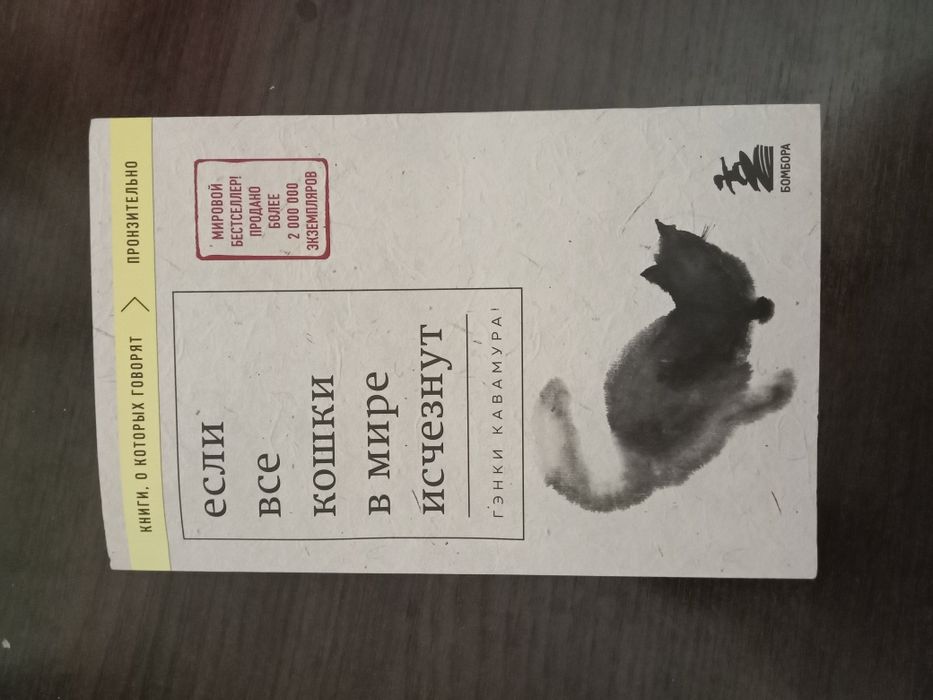 КНИГИ, О КОТОРЫХ ГОВОРЯТ > ПРОНЗИТЕЛЬНО
МИРОВОЙ
БЕСТСЕЛЛЕР!
ПРОДАНО
БОЛЕЕ
2 000 000
ЭКЗЕМПЛЯРОВ
если
все
кошки
в мире
исчезнут
ГЭНКИ КАВАМУРА!
БОМБОРА